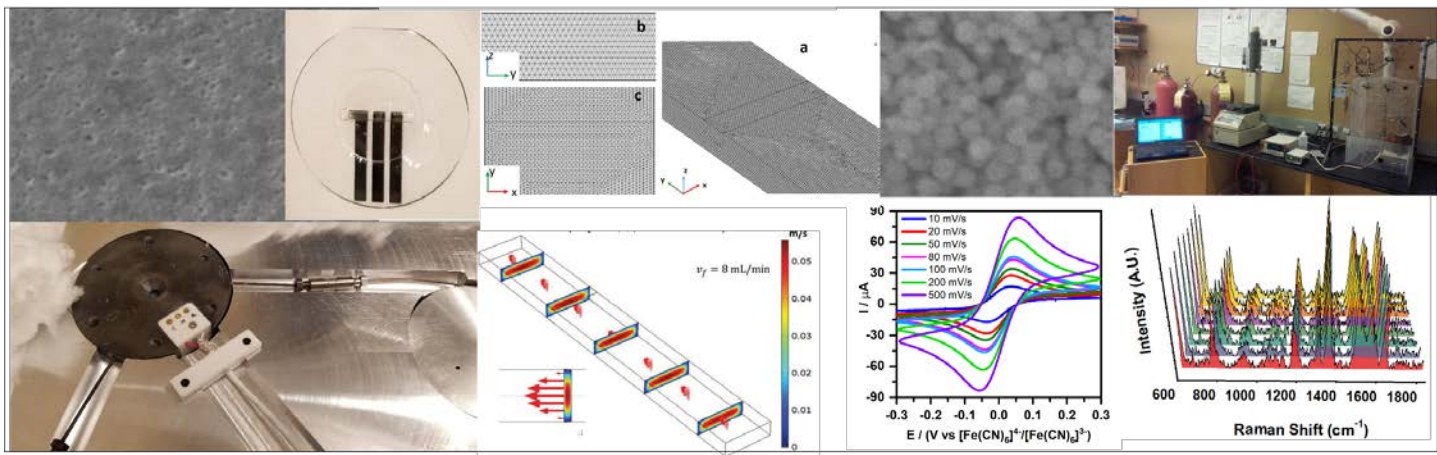 b
z
y
c
y
x
a
y
z
x
m/s
v_f = 8 mL/min
0.05
0.04
0.03
0.02
0.01
0
10 mV/s
20 mV/s
50 mV/s
80 mV/s
100 mV/s
200 mV/s
500 mV/s
90
60
30
0
-30
-60
-90
I / µA
-0.3 -0.2 -0.1 0.0 0.1 0.2 0.3
E / (V vs [Fe(CN)₆]⁴⁻/[Fe(CN)₆]³⁻)
Intensity (A.U.)
600 800 1000 1200 1400 1600 1800
Raman Shift (cm⁻¹)